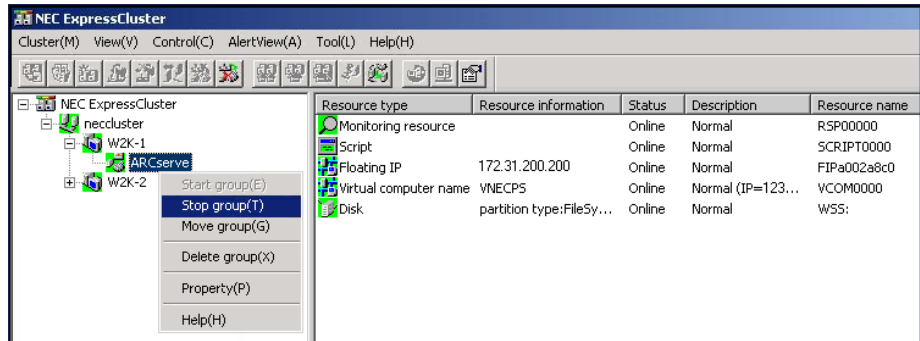 NEC ExpressCluster
Cluster(M) View(V) Control(C) AlertView(A) Tool(L) Help(H)
NEC ExpressCluster
neccluster
W2K-1
ARCserve
W2K-2
Start group(E)
Stop group(T)
Move group(G)
Delete group(X)
Property(P)
Help(H)
Resource type Resource information Status Description Resource name
Monitoring resource Online Normal RSP00000
Script Online Normal SCRIPT0000
Floating IP 172.31.200.200 Online Normal FIPa002a8c0
Virtual computer name VNECPS Online Normal (IP=123... VCOM0000
Disk partition type:FileSy... Online Normal WSS: